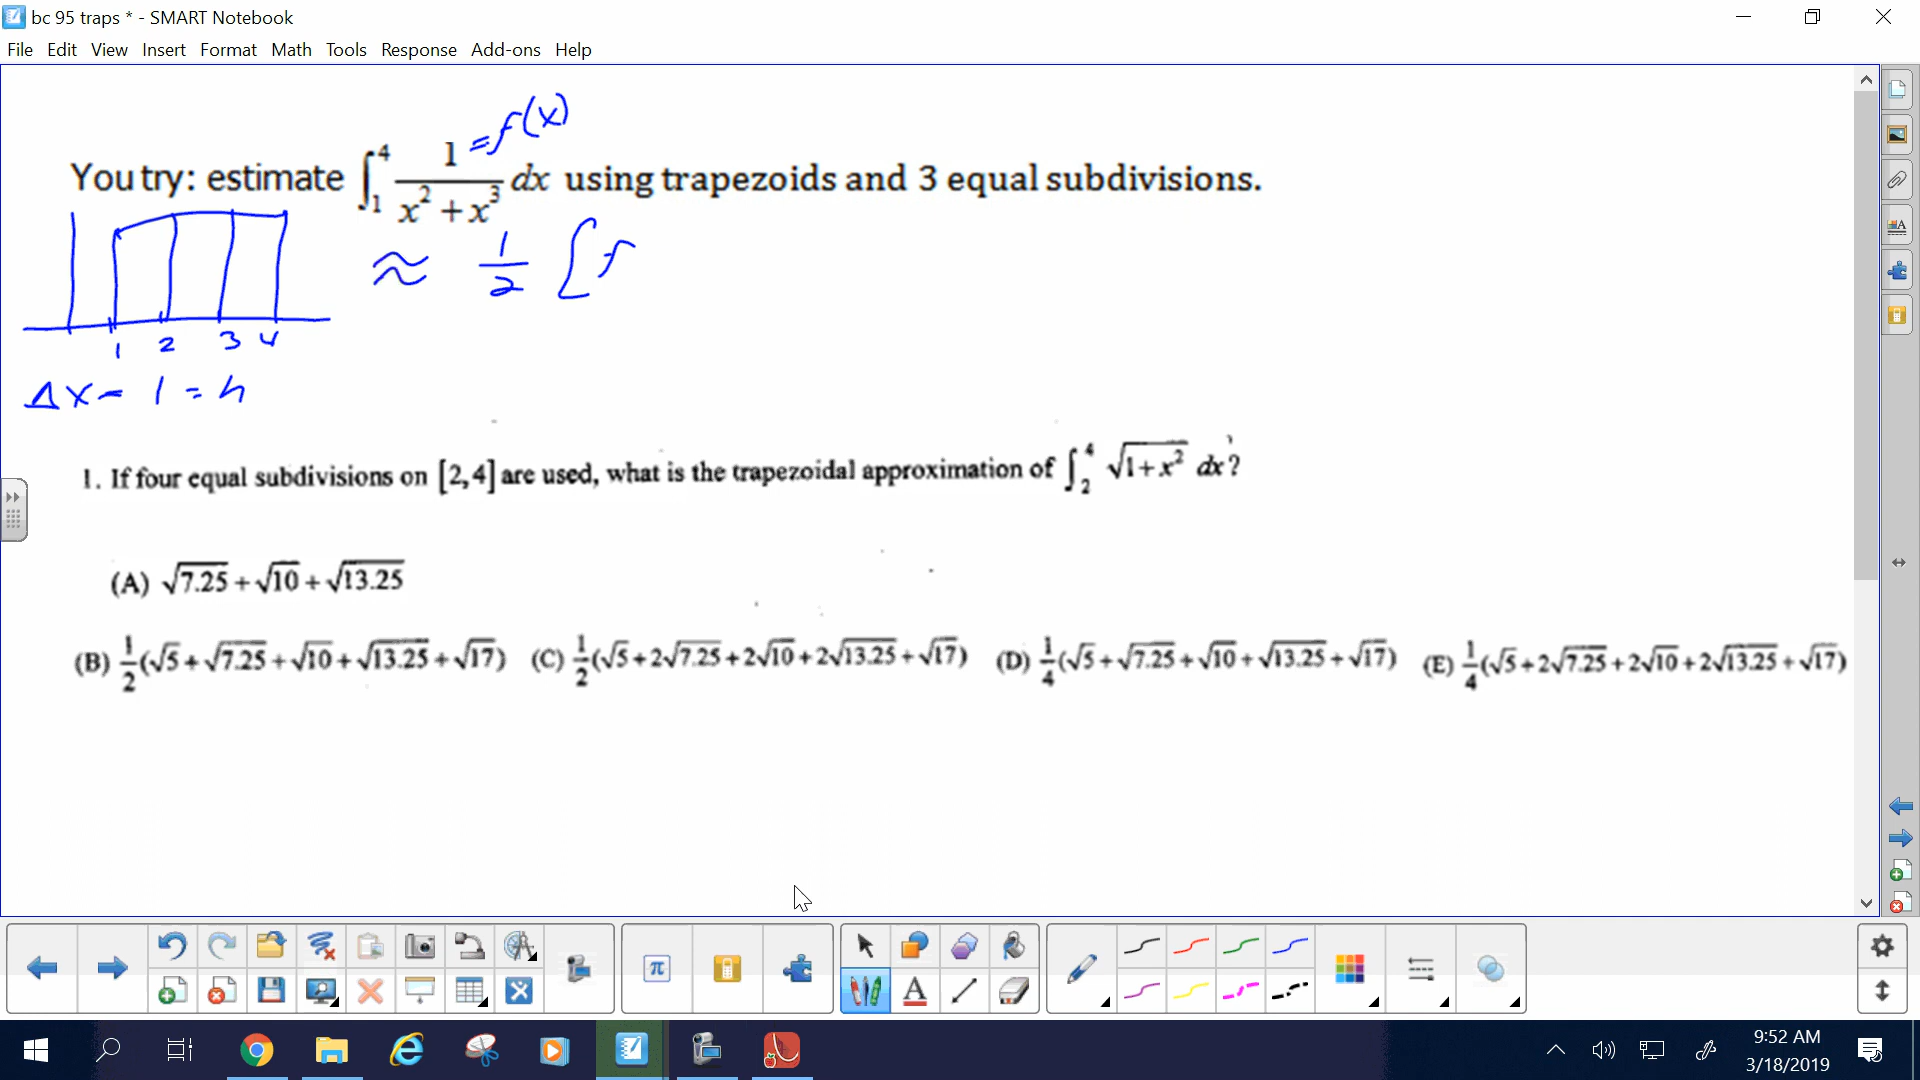 bc 95 traps * - SMART Notebook
File Edit View Insert Format Math Tools Response Add-ons Help
= f(x)
You try: estimate ∫₁⁴ 1/(x² + x³) dx using trapezoids and 3 equal subdivisions.
≈ 1/2 [f
1 2 3 4
Δx = 1 = h
1. If four equal subdivisions on [2,4] are used, what is the trapezoidal approximation of ∫₂⁴ √(1+x²) dx?
(A) √7.25 + √10 + √13.25
(B) 1/2(√5 + √7.25 + √10 + √13.25 + √17) (C) 1/2(√5 + 2√7.25 + 2√10 + 2√13.25 + √17) (D) 1/4(√5 + √7.25 + √10 + √13.25 + √17) (E) 1/4(√5 + 2√7.25 + 2√10 + 2√13.25 + √17)
π
A
9:52 AM
3/18/2019